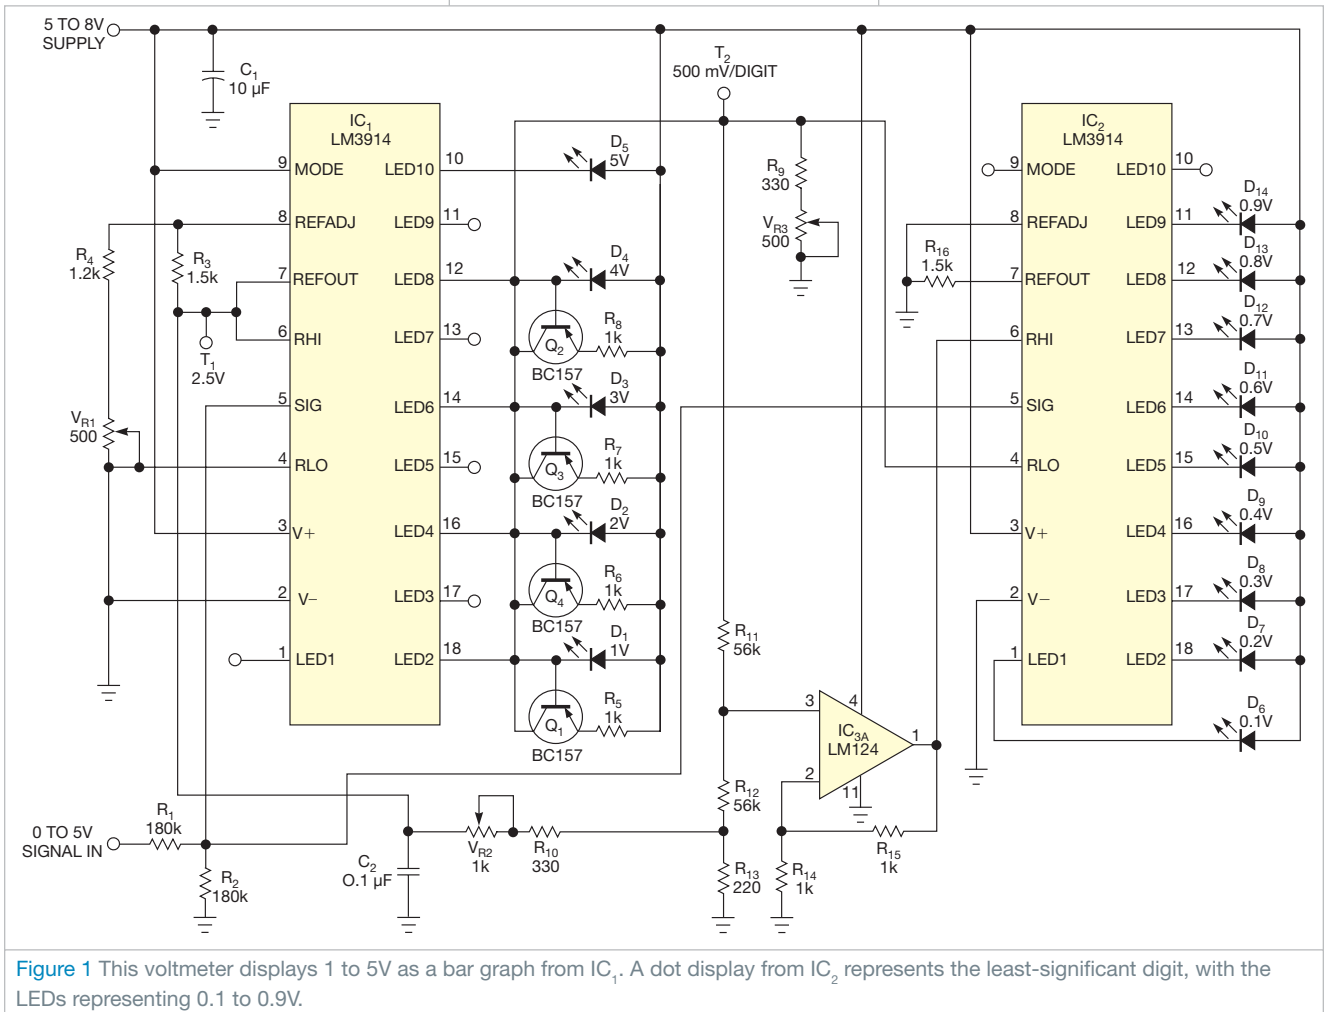 5 TO 8V
SUPPLY
C1
10 µF
T2
500 mV/DIGIT
IC1
LM3914
9 MODE LED10 10
8 REFADJ LED9 11
7 REFOUT LED8 12
6 RHI LED7 13
5 SIG LED6 14
4 RLO LED5 15
3 V+ LED4 16
2 V− LED3 17
1 LED1 LED2 18
R4
1.2k
R3
1.5k
T1
2.5V
VR1
500
D5
5V
D4
4V
R8
1k
Q2
BC157
D3
3V
R7
1k
Q3
BC157
D2
2V
R6
1k
Q4
BC157
D1
1V
R5
1k
Q1
BC157
R9
330
VR3
500
R16
1.5k
IC2
LM3914
9 MODE LED10 10
8 REFADJ LED9 11
7 REFOUT LED8 12
6 RHI LED7 13
5 SIG LED6 14
4 RLO LED5 15
3 V+ LED4 16
2 V− LED3 17
1 LED1 LED2 18
D14
0.9V
D13
0.8V
D12
0.7V
D11
0.6V
D10
0.5V
D9
0.4V
D8
0.3V
D7
0.2V
D6
0.1V
R11
56k
3 4
IC3A
LM124
1
2
11
R12
56k
0 TO 5V
SIGNAL IN
R1
180k
R2
180k
C2
O.1 µF
VR2
1k
R10
330
R13
220
R14
1k
R15
1k
Figure 1 This voltmeter displays 1 to 5V as a bar graph from IC1. A dot display from IC2 represents the least-significant digit, with the
LEDs representing 0.1 to 0.9V.